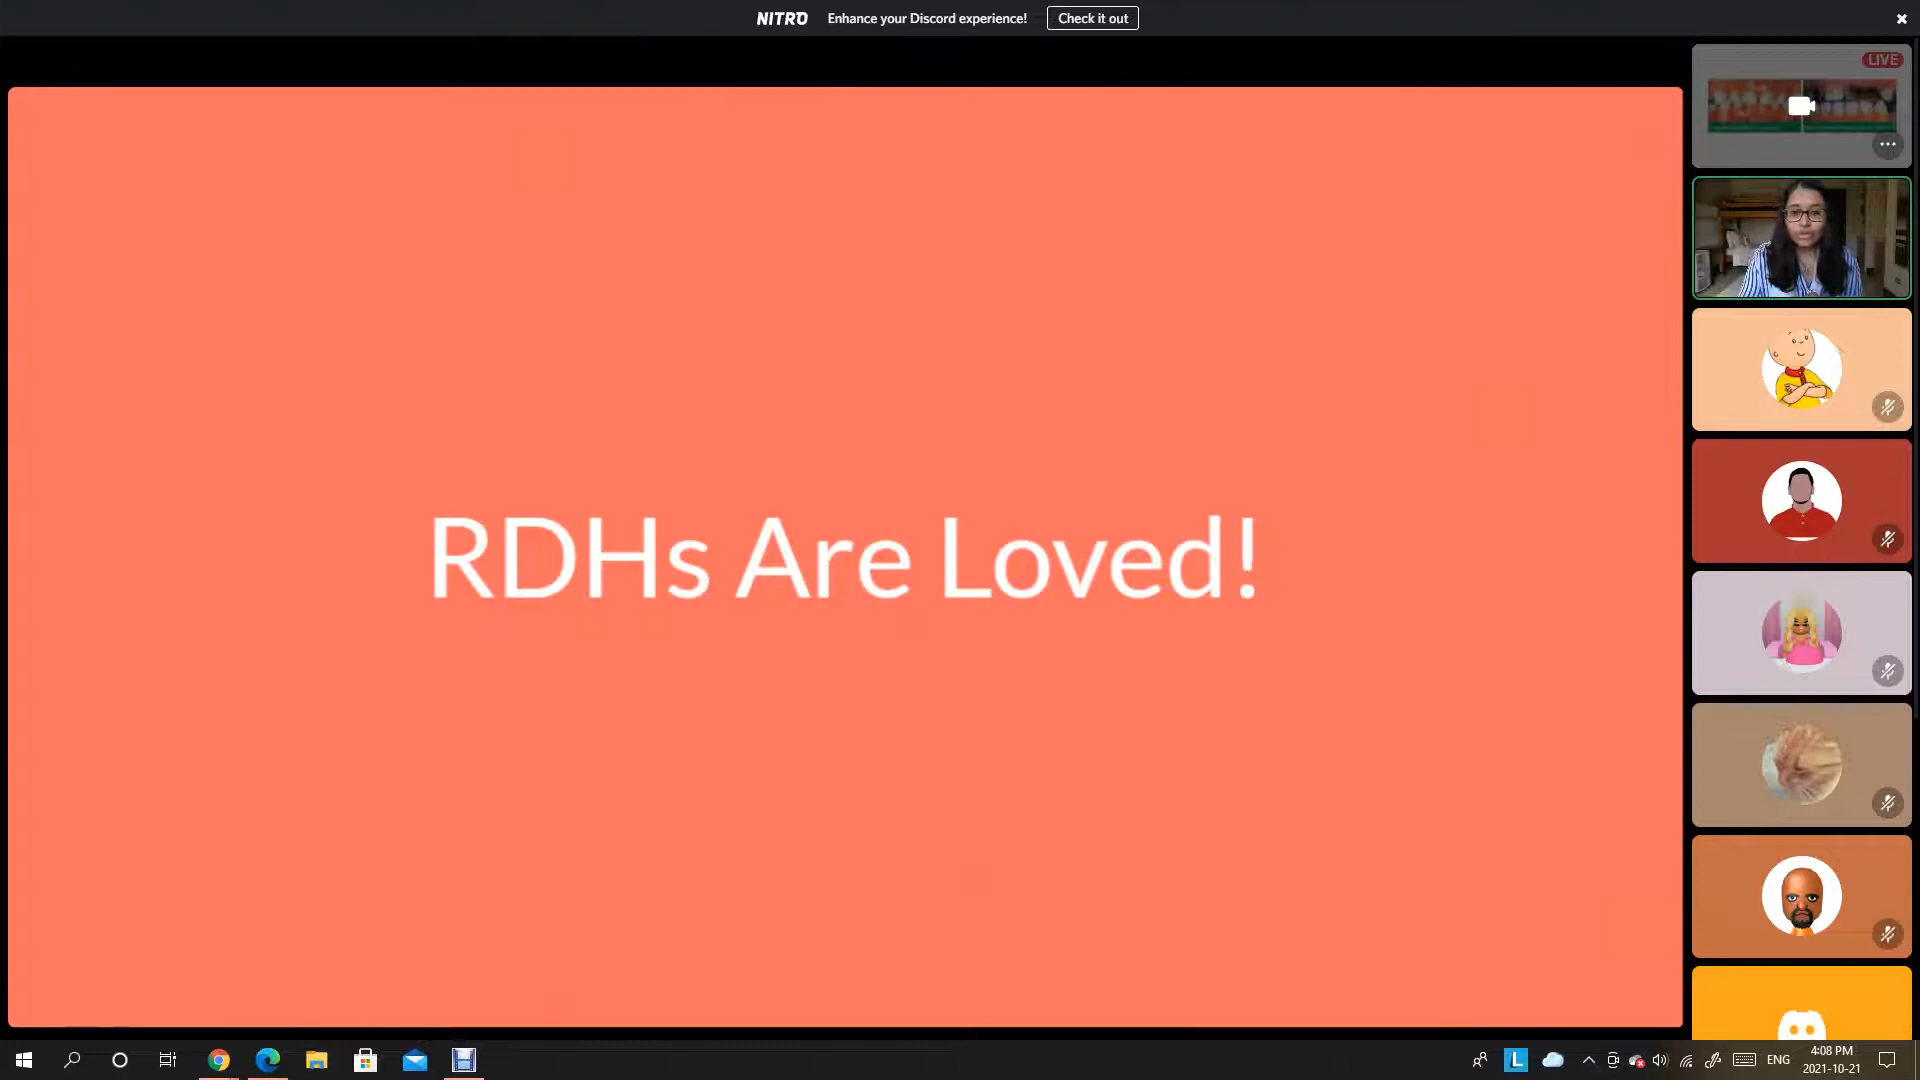 NITRO Enhance your Discord experience! Check it out
LIVE
RDHs Are Loved!
L
ENG
4:08 PM
2021-10-21